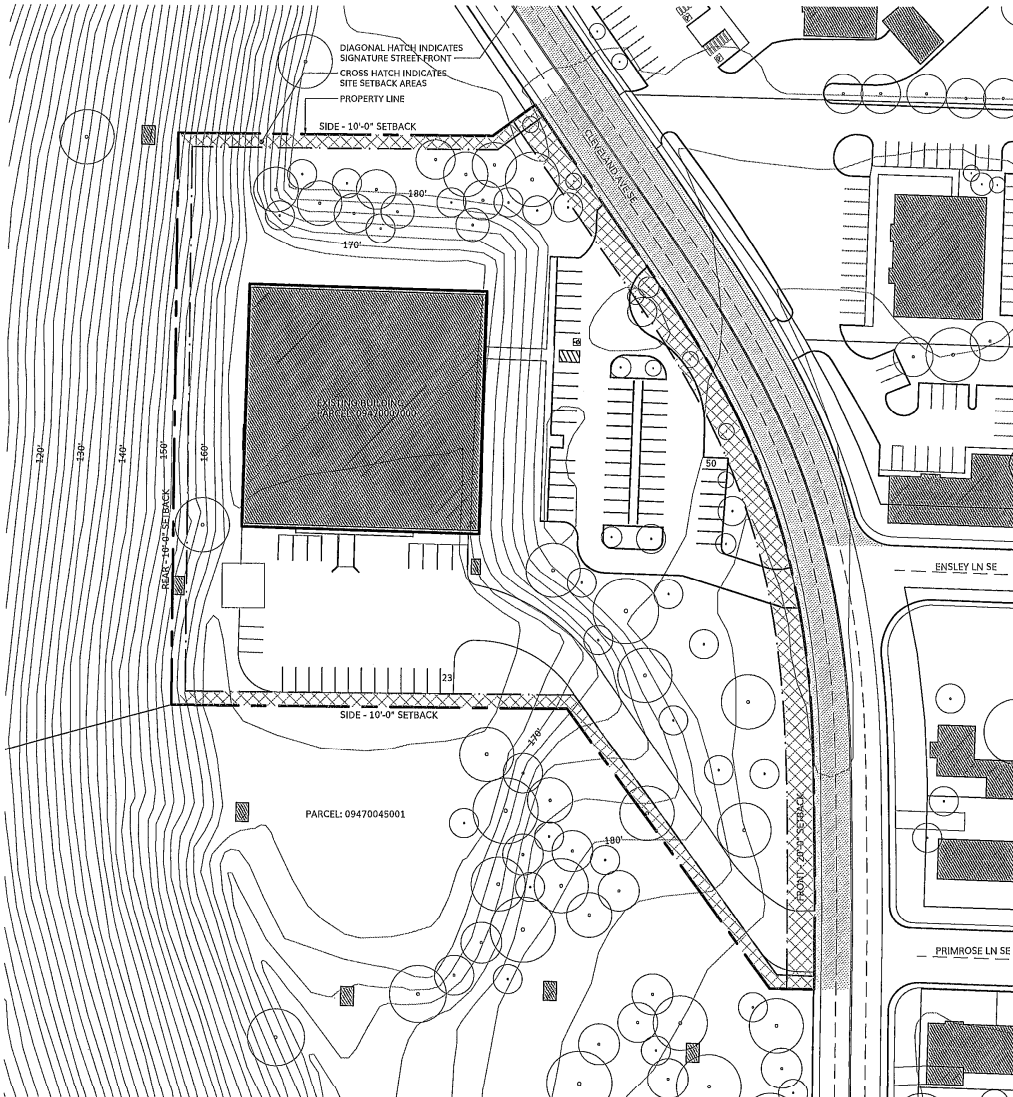 DIAGONAL HATCH INDICATES
SIGNATURE STREET FRONT
CROSS HATCH INDICATES
SITE SETBACK AREAS
PROPERTY LINE
SIDE - 10'-0" SETBACK
CLEVELAND AVE SE
180'
170'
EXISTING BUILDING
120'
130'
140'
150'
160'
50
REAR - 10'-0" SETBACK
ENSLEY LN SE
23
SIDE - 10'-0" SETBACK
170'
PARCEL: 09470045001
180'
FRONT - 20'-0" SETBACK
PRIMROSE LN SE